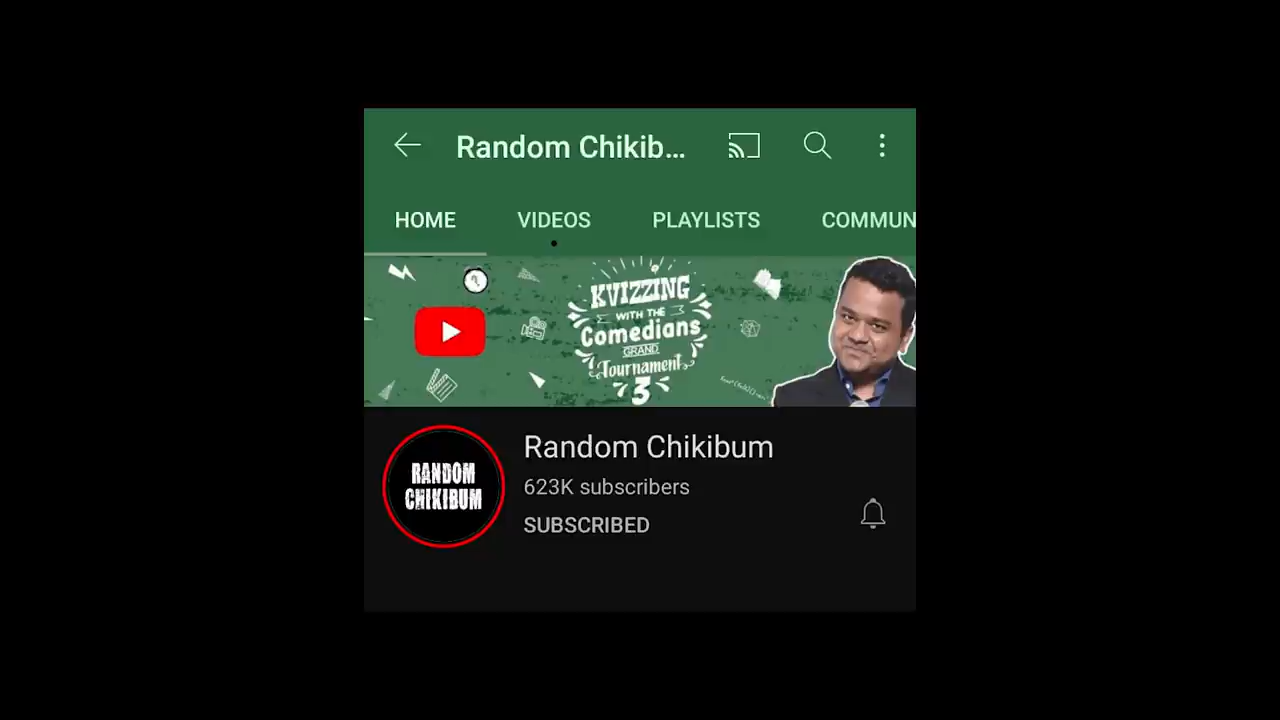 Random Chikib...
HOME VIDEOS PLAYLISTS COMMUN
KVIZZING
WITH THE
Comedians
GRAND
Tournament
3
RANDOM
CHIKIBUM
Random Chikibum
623K subscribers
SUBSCRIBED